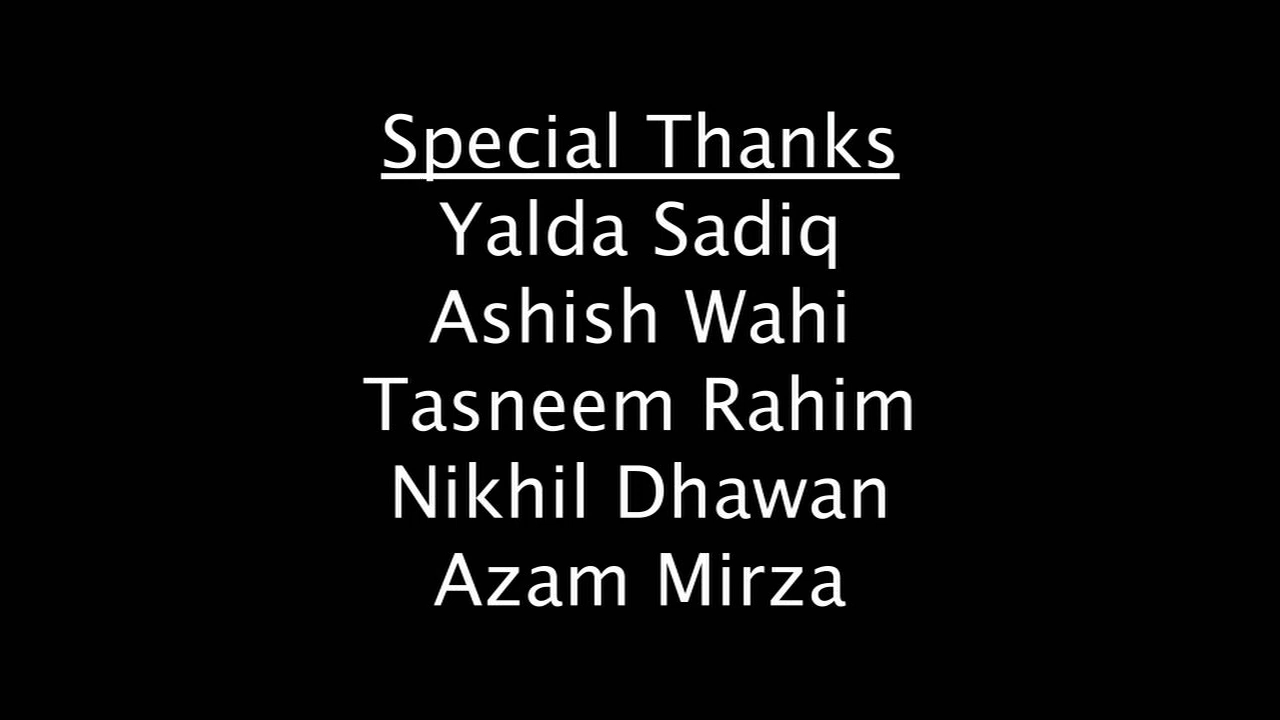 Special Thanks
Yalda Sadiq
Ashish Wahi
Tasneem Rahim
Nikhil Dhawan
Azam Mirza